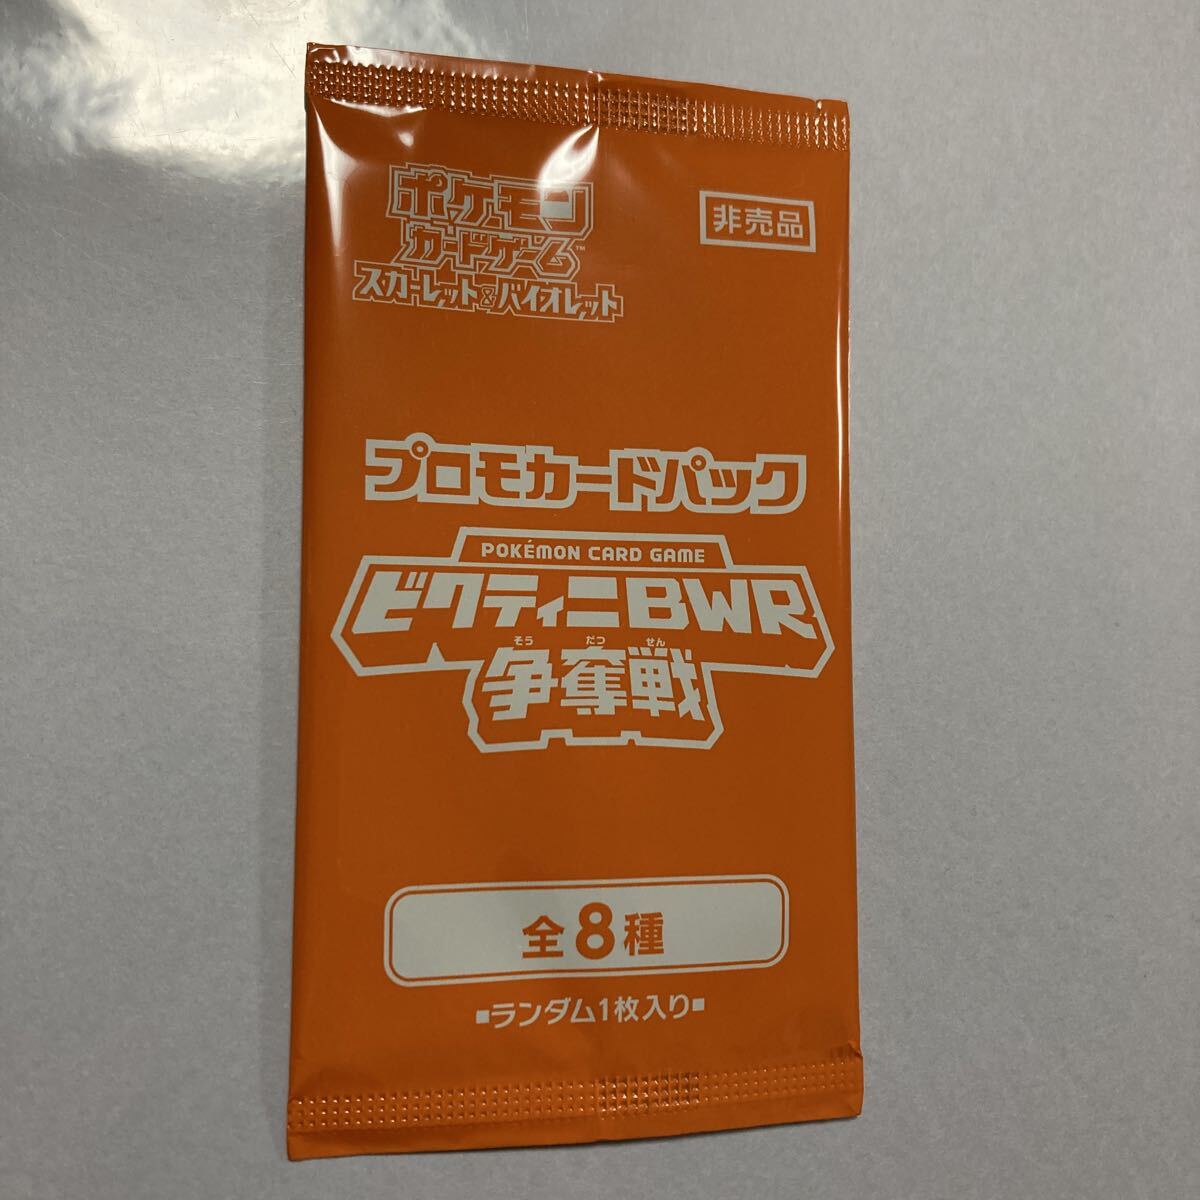 ポケモン
カードゲーム™
スカーレット&バイオレット
非売品
プロモカードパック
POKÉMON CARD GAME
ビクティニBWR
そうだつせん
争奪戦
全8種
▪ランダム1枚入り▪